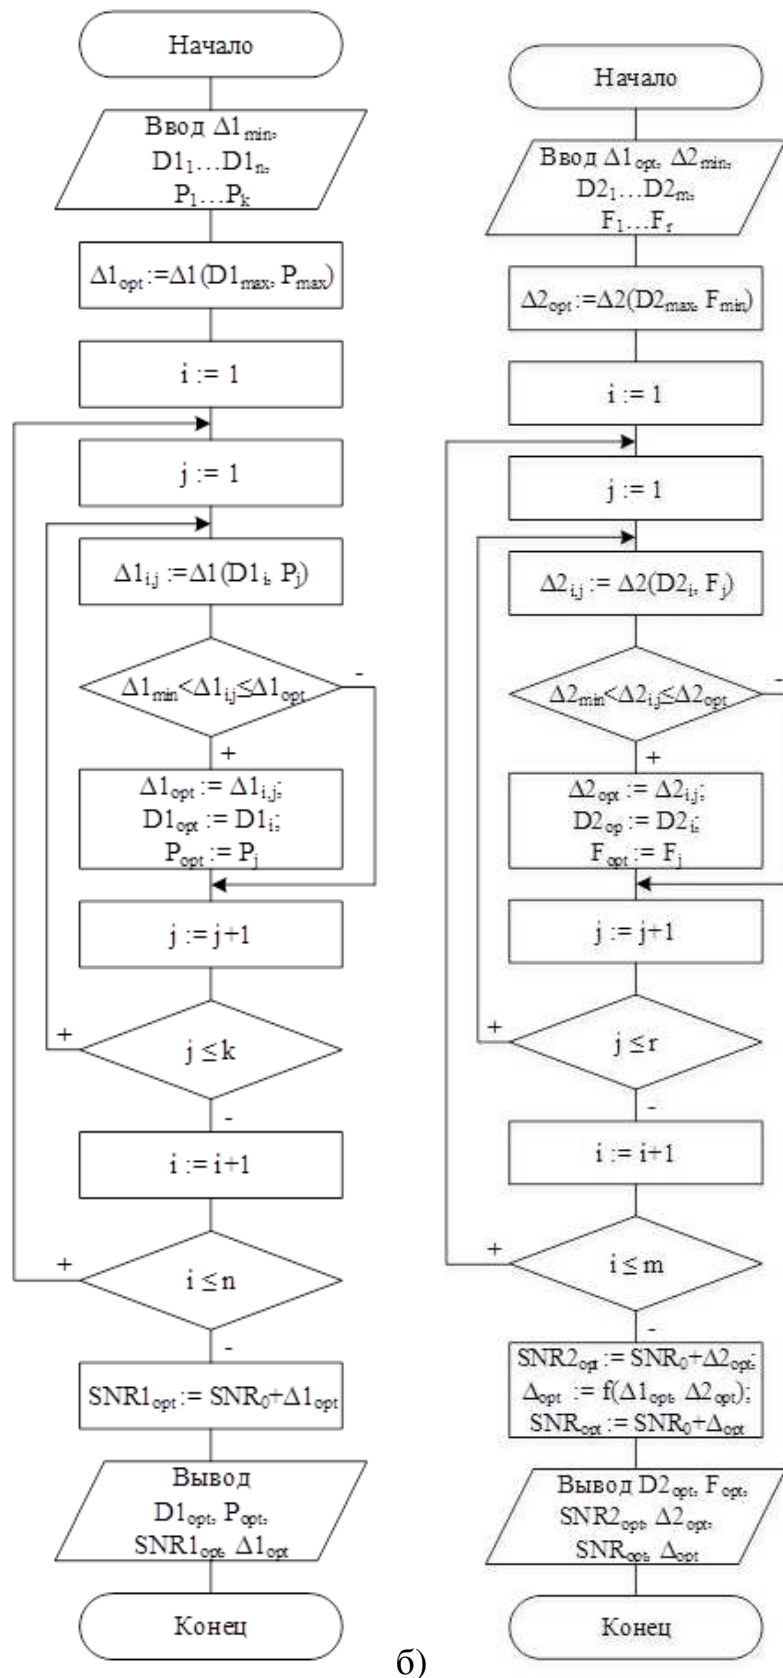 Начало
Ввод Δ1min,
D1₁…D1n,
P₁…Pk
Δ1opt:=Δ1(D1max, Pmax)
i := 1
j := 1
Δ1i,j:=Δ1(D1i, Pj)
Δ1min<Δ1i,j≤Δ1opt
-
+
Δ1opt := Δ1i,j;
D1opt := D1i;
Popt := Pj
j := j+1
+
j ≤ k
-
i := i+1
+
i ≤ n
-
SNR1opt := SNR₀+Δ1opt
Вывод
D1opt, Popt,
SNR1opt, Δ1opt
Конец
Начало
Ввод Δ1opt, Δ2min,
D2₁…D2m,
F₁…Fr
Δ2opt:=Δ2(D2max, Fmin)
i := 1
j := 1
Δ2i,j := Δ2(D2i, Fj)
Δ2min<Δ2i,j≤Δ2opt
-
+
Δ2opt := Δ2i,j;
D2op := D2i;
Fopt := Fj
j := j+1
+
j ≤ r
-
i := i+1
+
i ≤ m
-
SNR2opt := SNR₀+Δ2opt;
Δopt := f(Δ1opt, Δ2opt);
SNRopt := SNR₀+Δopt
Вывод D2opt, Fopt,
SNR2opt, Δ2opt,
SNRopt, Δopt
Конец
б)